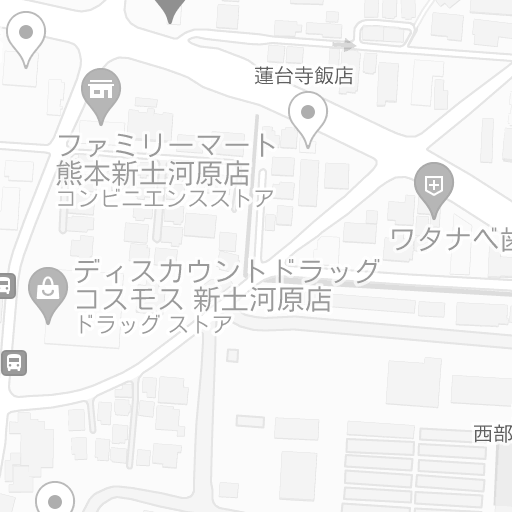 蓮台寺飯店
ファミリーマート
熊本新土河原店
コンビニエンスストア
ワタナベ歯
ディスカウントドラッグ
コスモス 新土河原店
ドラッグ ストア
西部